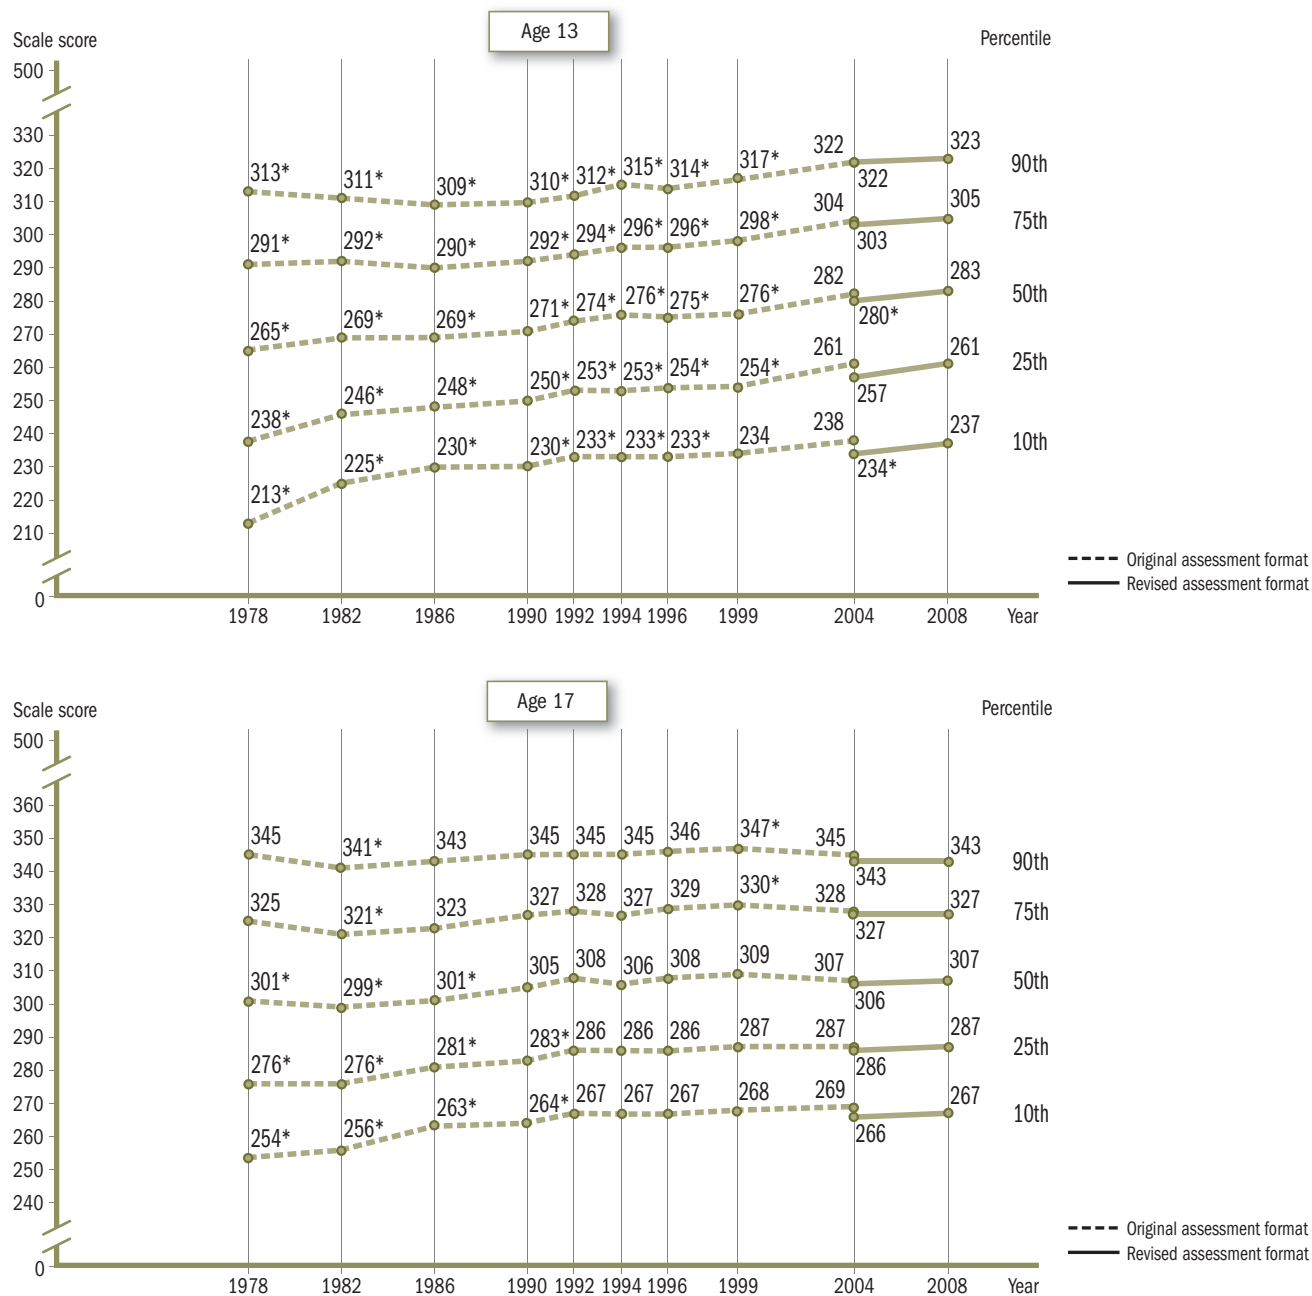 Age 13
Scale score
Percentile
500
330
320
310
300
290
280
270
260
250
240
230
220
210
0
313* 311* 309* 310* 312* 315* 314* 317* 322 322 323 90th
291* 292* 290* 292* 294* 296* 296* 298* 304 303 305 75th
265* 269* 269* 271* 274* 276* 275* 276* 282 280* 283 50th
238* 246* 248* 250* 253* 253* 254* 254* 261 257 261 25th
213* 225* 230* 230* 233* 233* 233* 234 238 234* 237 10th
Original assessment format
Revised assessment format
1978 1982 1986 1990 1992 1994 1996 1999 2004 2008 Year
Age 17
Scale score
Percentile
500
360
350
340
330
320
310
300
290
280
270
260
250
240
0
345 341* 343 345 345 345 346 347* 345 343 343 90th
325 321* 323 327 328 327 329 330* 328 327 327 75th
301* 299* 301* 305 308 306 308 309 307 306 307 50th
276* 276* 281* 283* 286 286 286 287 287 286 287 25th
254* 256* 263* 264* 267 267 267 268 269 266 267 10th
Original assessment format
Revised assessment format
1978 1982 1986 1990 1992 1994 1996 1999 2004 2008 Year